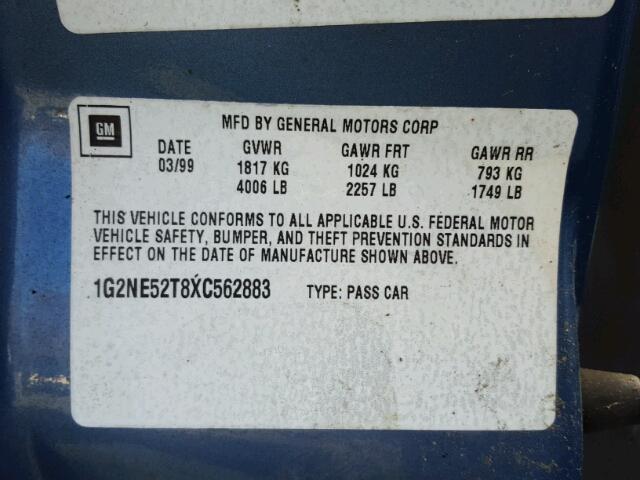 GM
MFD BY GENERAL MOTORS CORP
DATE GVWR GAWR FRT GAWR RR
03/99 1817 KG 1024 KG 793 KG
4006 LB 2257 LB 1749 LB
THIS VEHICLE CONFORMS TO ALL APPLICABLE U.S. FEDERAL MOTOR
VEHICLE SAFETY, BUMPER, AND THEFT PREVENTION STANDARDS IN
EFFECT ON THE DATE OF MANUFACTURE SHOWN ABOVE.
1G2NE52T8XC562883 TYPE: PASS CAR